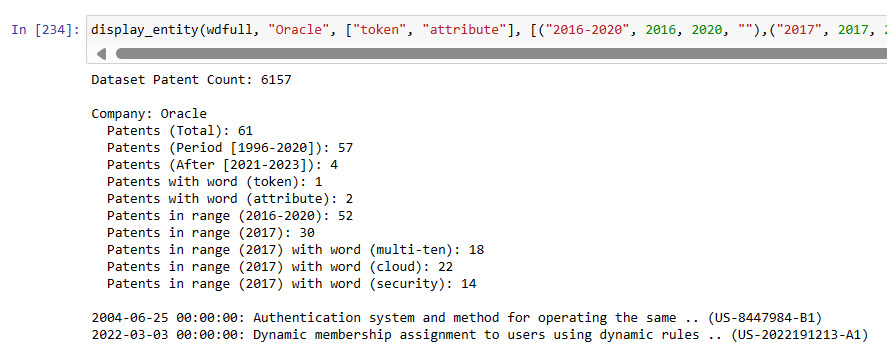 In [234]: display_entity(wdfull, "Oracle", ["token", "attribute"], [("2016-2020", 2016, 2020, ""),("2017", 2017,
Dataset Patent Count: 6157
Company: Oracle
Patents (Total): 61
Patents (Period [1996-2020]): 57
Patents (After [2021-2023]): 4
Patents with word (token): 1
Patents with word (attribute): 2
Patents in range (2016-2020): 52
Patents in range (2017): 30
Patents in range (2017) with word (multi-ten): 18
Patents in range (2017) with word (cloud): 22
Patents in range (2017) with word (security): 14
2004-06-25 00:00:00: Authentication system and method for operating the same .. (US-8447984-B1)
2022-03-03 00:00:00: Dynamic membership assignment to users using dynamic rules .. (US-2022191213-A1)